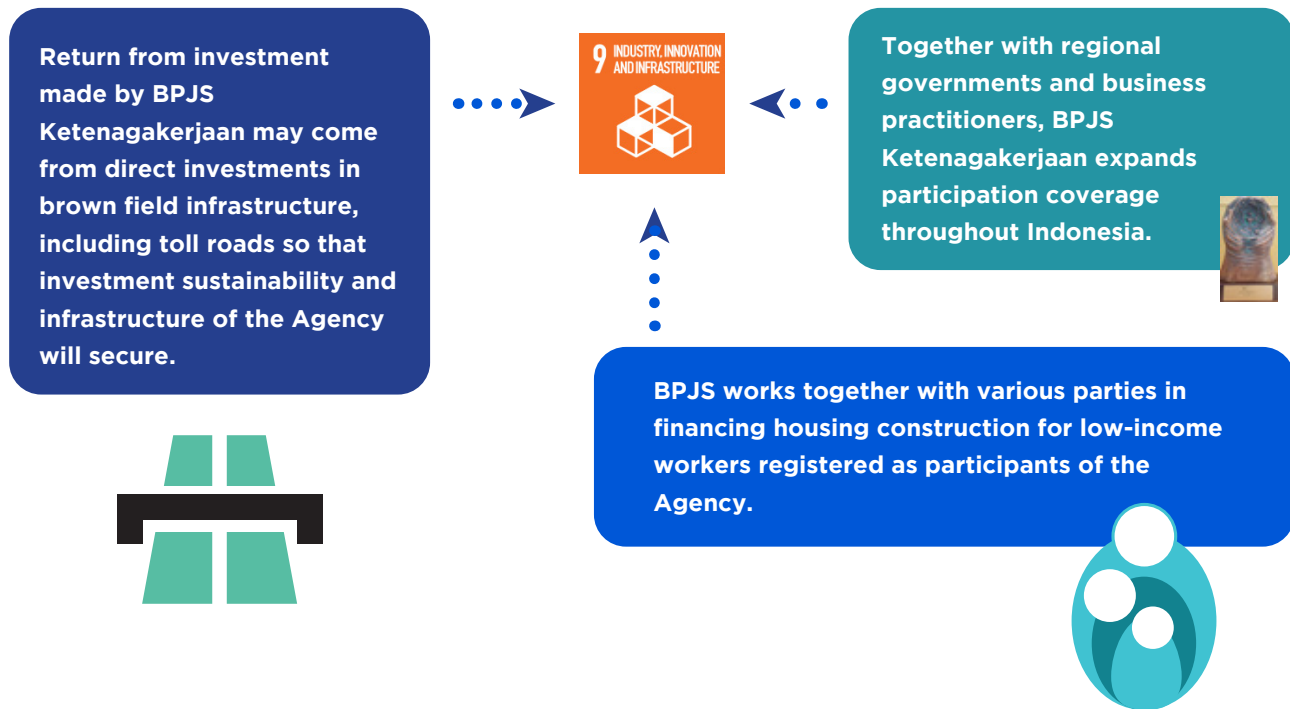 Return from investment
made by BPJS
Ketenagakerjaan may come
from direct investments in
brown field infrastructure,
including toll roads so that
investment sustainability and
infrastructure of the Agency
will secure.
9 INDUSTRY, INNOVATION
AND INFRASTRUCTURE
Together with regional
governments and business
practitioners, BPJS
Ketenagakerjaan expands
participation coverage
throughout Indonesia.
BPJS works together with various parties in
financing housing construction for low-income
workers registered as participants of the
Agency.